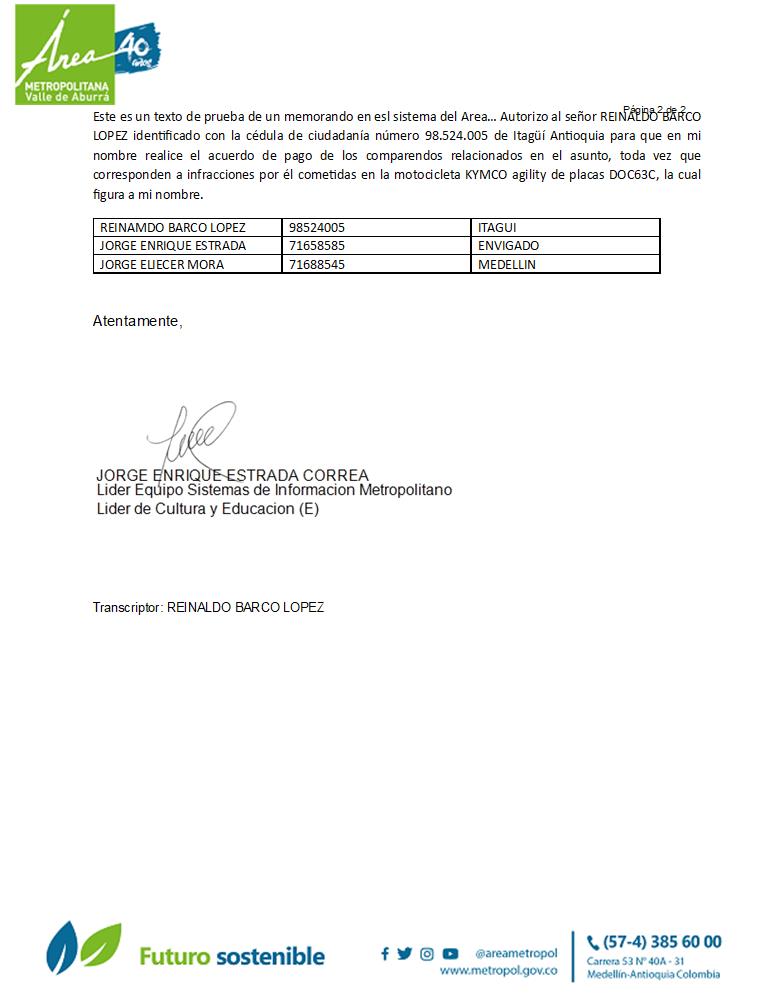 Área 40 años
METROPOLITANA
Valle de Aburrá
Página 2 de 2
Este es un texto de prueba de un memorando en esl sistema del Area... Autorizo al señor REINALDO BARCO
LOPEZ identificado con la cédula de ciudadanía número 98.524.005 de Itagüí Antioquia para que en mi
nombre realice el acuerdo de pago de los comparendos relacionados en el asunto, toda vez que
corresponden a infracciones por él cometidas en la motocicleta KYMCO agility de placas DOC63C, la cual
figura a mi nombre.
REINAMDO BARCO LOPEZ 98524005 ITAGUI
JORGE ENRIQUE ESTRADA 71658585 ENVIGADO
JORGE ELIECER MORA 71688545 MEDELLIN
Atentamente,
JORGE ENRIQUE ESTRADA CORREA
Lider Equipo Sistemas de Informacion Metropolitano
Lider de Cultura y Educacion (E)
Transcriptor: REINALDO BARCO LOPEZ
Futuro sostenible
@areametropol
www.metropol.gov.co
(57-4) 385 60 00
Carrera 53 N° 40A - 31
Medellín-Antioquia Colombia